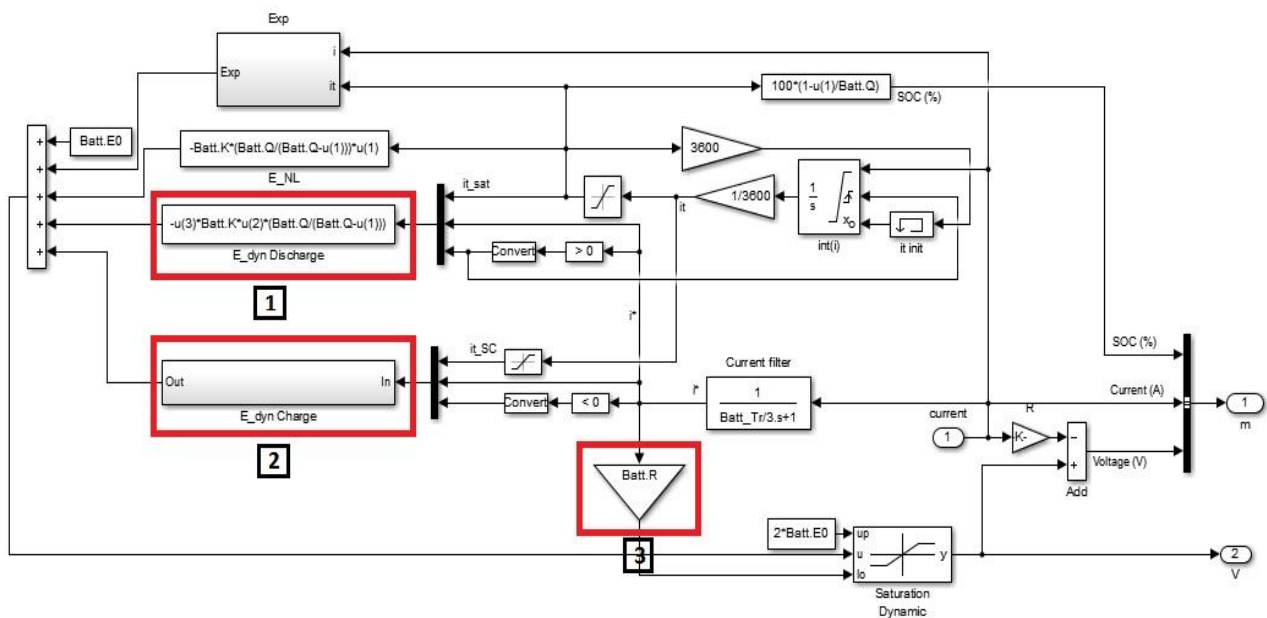 Exp
i
Exp
it
100*(1-u(1)/Batt.Q)
SOC (%)
+
Batt.E0
+
-Batt.K*(Batt.Q/(Batt.Q-u(1)))*u(1)
3600
+
E_NL
it_sat
1
s
-u(3)*Batt.K*u(2)*(Batt.Q/(Batt.Q-u(1)))
it
1/3600
+
xo
E_dyn Discharge
Convert
> 0
int(i)
it init
+
1
i*
it_SC
SOC (%)
Current filter
Out
In
i*
1
Batt_Tr/3.s+1
Current (A)
1
m
E_dyn Charge
Convert
< 0
current
R
1
K-
−
2
Voltage (V)
+
Batt.R
Add
2*Batt.E0
up
3
u
y
2
lo
V
Saturation
Dynamic